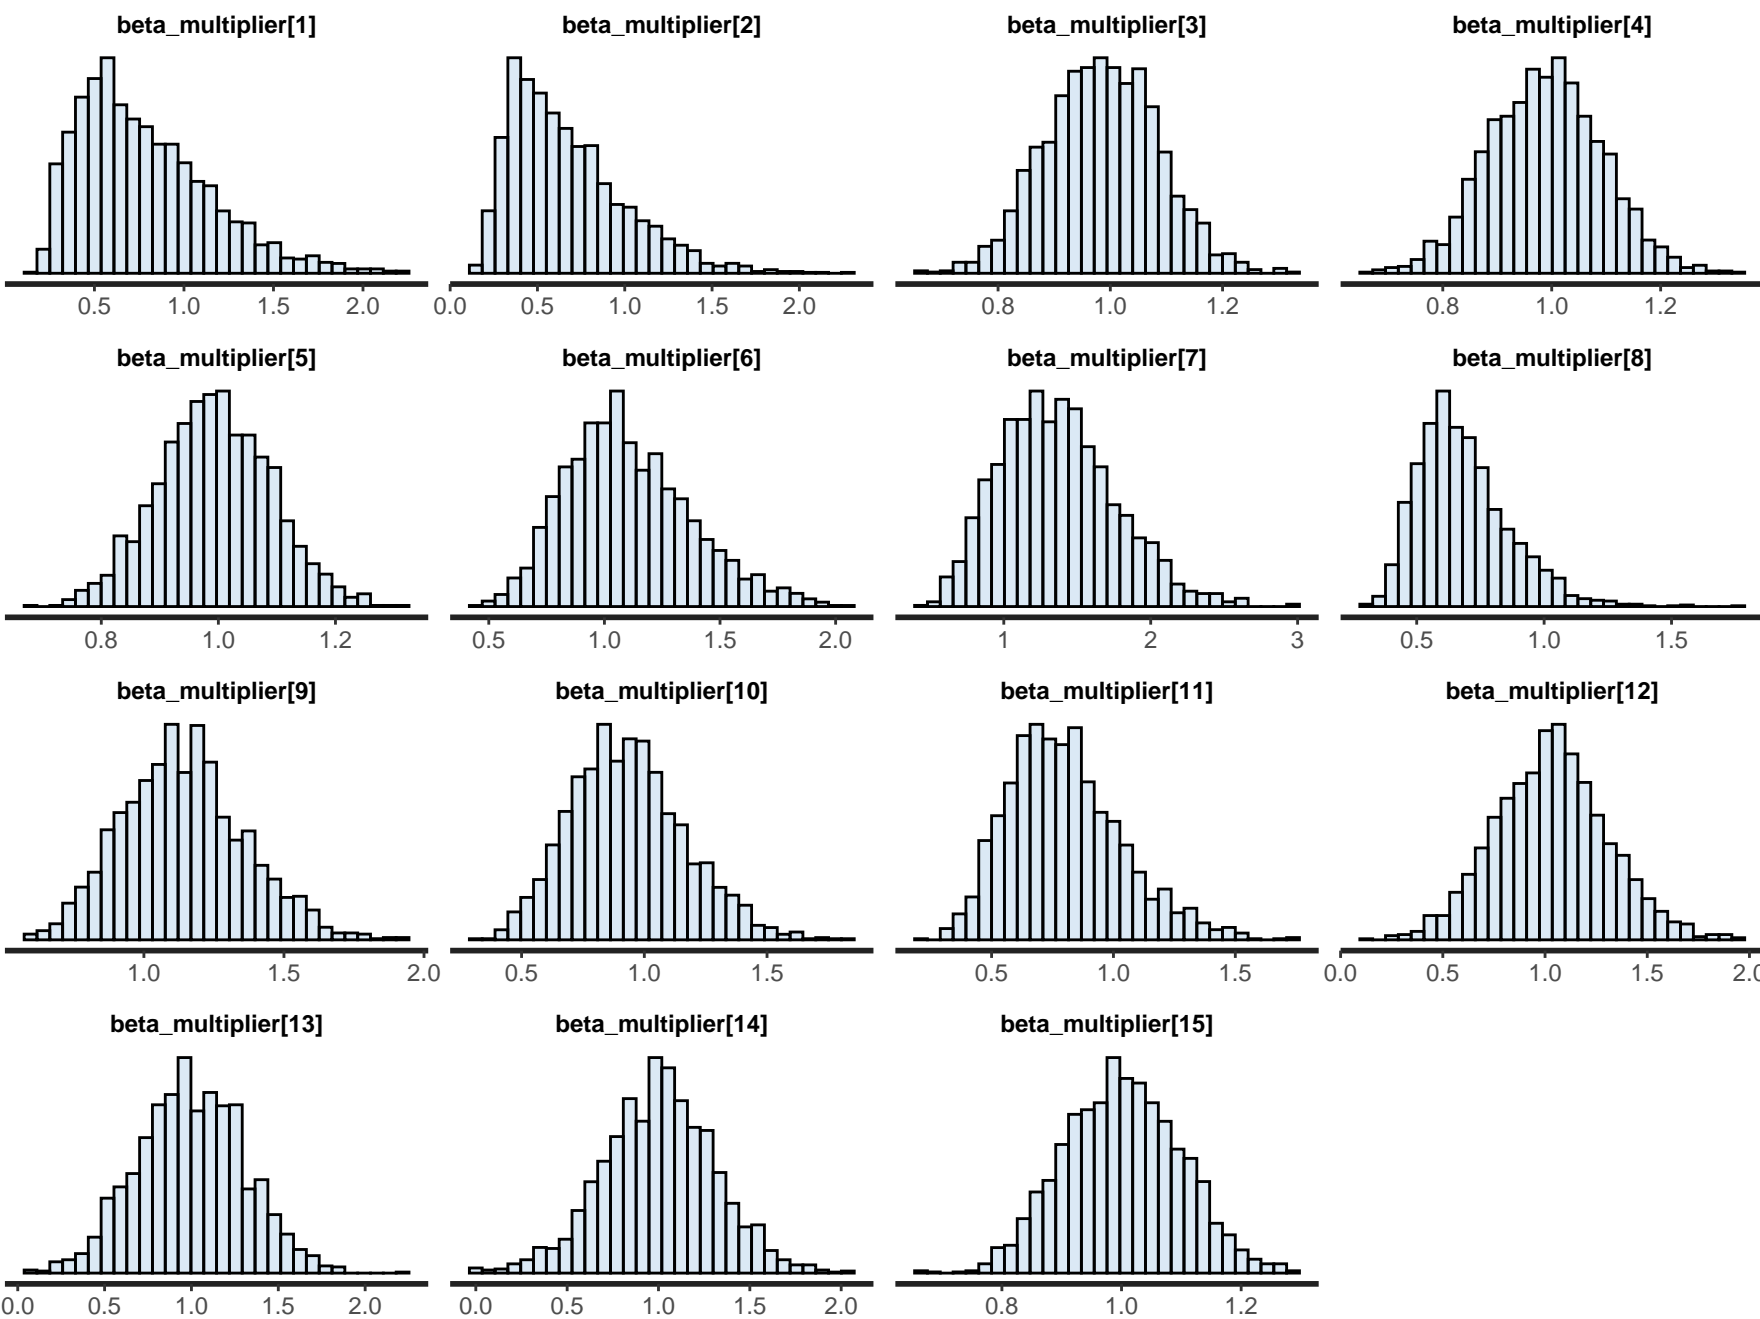 beta_multiplier[1] beta_multiplier[2] beta_multiplier[3] beta_multiplier[4]
0.5 1.0 1.5 2.0 0.0 0.5 1.0 1.5 2.0 0.8 1.0 1.2 0.8 1.0 1.2
beta_multiplier[5] beta_multiplier[6] beta_multiplier[7] beta_multiplier[8]
0.8 1.0 1.2 0.5 1.0 1.5 2.0 1 2 3 0.5 1.0 1.5
beta_multiplier[9] beta_multiplier[10] beta_multiplier[11] beta_multiplier[12]
1.0 1.5 2.0 0.5 1.0 1.5 0.5 1.0 1.5 0.0 0.5 1.0 1.5 2.0
beta_multiplier[13] beta_multiplier[14] beta_multiplier[15]
0.0 0.5 1.0 1.5 2.0 0.0 0.5 1.0 1.5 2.0 0.8 1.0 1.2